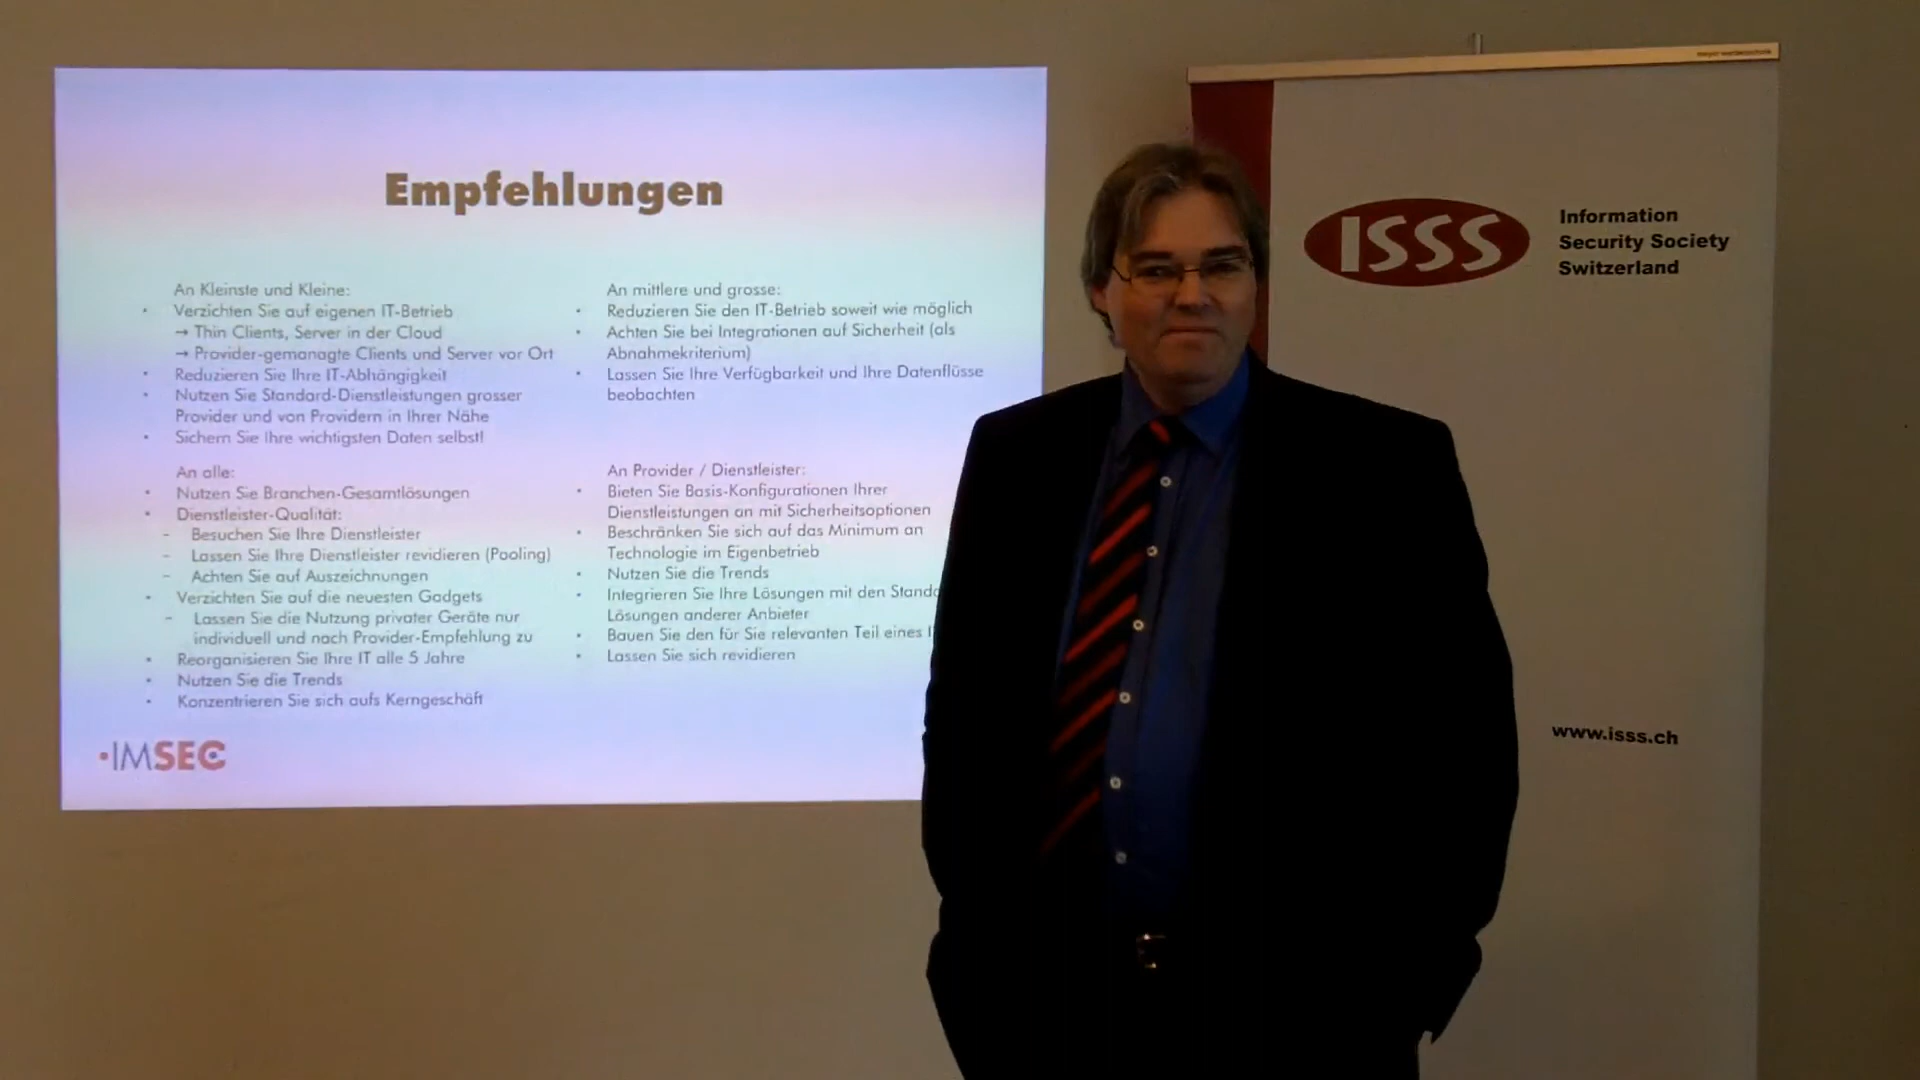 Empfehlungen
An Kleinste und Kleine:
• Verzichten Sie auf eigenen IT-Betrieb
→ Thin Clients, Server in der Cloud
→ Provider-gemanagte Clients und Server vor Ort
• Reduzieren Sie Ihre IT-Abhängigkeit
• Nutzen Sie Standard-Dienstleistungen grosser
Provider und von Providern in Ihrer Nähe
• Sichern Sie Ihre wichtigsten Daten selbst!
An alle:
• Nutzen Sie Branchen-Gesamtlösungen
• Dienstleister-Qualität:
– Besuchen Sie Ihre Dienstleister
– Lassen Sie Ihre Dienstleister revidieren (Pooling)
– Achten Sie auf Auszeichnungen
• Verzichten Sie auf die neuesten Gadgets
– Lassen Sie die Nutzung privater Geräte nur
individuell und nach Provider-Empfehlung zu
• Reorganisieren Sie Ihre IT alle 5 Jahre
• Nutzen Sie die Trends
• Konzentrieren Sie sich aufs Kerngeschäft
An mittlere und grosse:
• Reduzieren Sie den IT-Betrieb soweit wie möglich
• Achten Sie bei Integrationen auf Sicherheit (als
Abnahmekriterium)
• Lassen Sie Ihre Verfügbarkeit und Ihre Datenflüsse
beobachten
An Provider / Dienstleister:
• Bieten Sie Basis-Konfigurationen Ihrer
Dienstleistungen an mit Sicherheitsoptionen
• Beschränken Sie sich auf das Minimum an
Technologie im Eigenbetrieb
• Nutzen Sie die Trends
• Integrieren Sie Ihre Lösungen mit den
Lösungen anderer Anbieter
• Bauen Sie den für Sie relevanten Teil eines
• Lassen Sie sich revidieren
IMSEC
ISSS
Information
Security Society
Switzerland
www.isss.ch